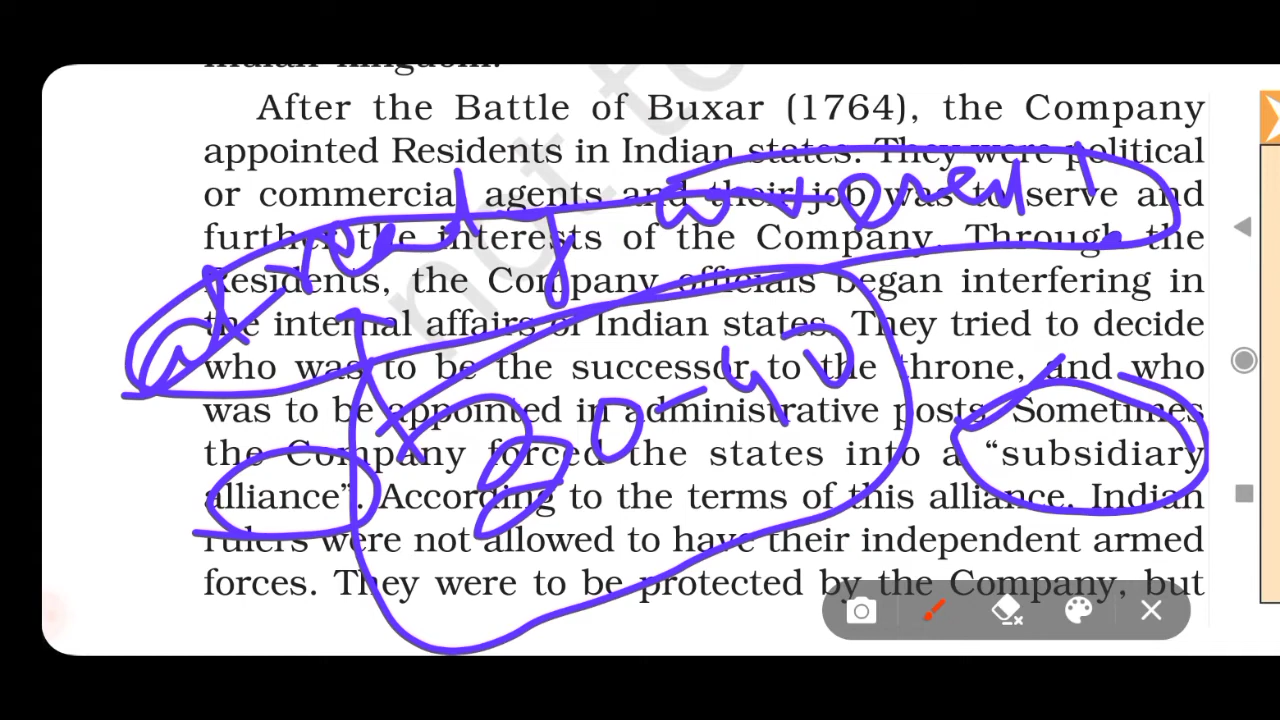 indian kingdom.
After the Battle of Buxar (1764), the Company
appointed Residents in Indian states. They were political
or commercial agents and their job was to serve and
further the interests of the Company. Through the
Residents, the Company officials began interfering in
the internal affairs of Indian states. They tried to decide
who was to be the successor to the throne, and who
was to be appointed in administrative posts. Sometimes
the Company forced the states into a “subsidiary
alliance”. According to the terms of this alliance, Indian
rulers were not allowed to have their independent armed
forces. They were to be protected by the Company, but
not to
already